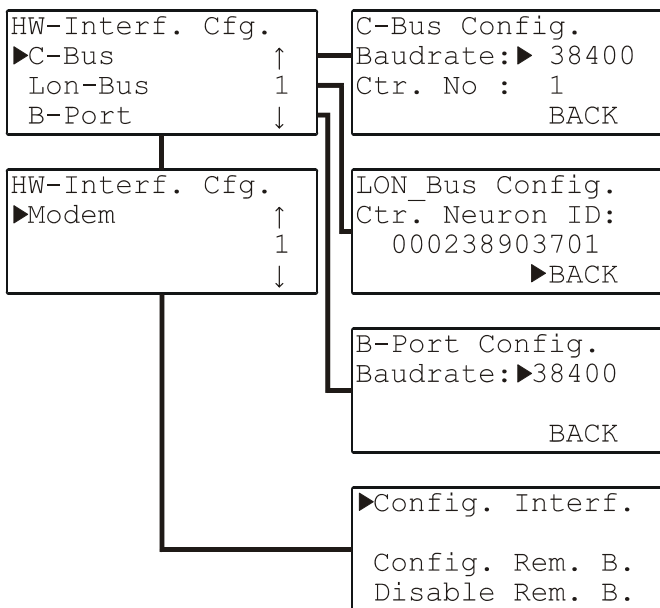 HW-Interf. Cfg.
▶C-Bus ↑
Lon-Bus 1
B-Port ↓
C-Bus Config.
Baudrate:▶ 38400
Ctr. No : 1
BACK
HW-Interf. Cfg.
▶Modem ↑
1
↓
LON_Bus Config.
Ctr. Neuron ID:
000238903701
▶BACK
B-Port Config.
Baudrate:▶38400
BACK
▶Config. Interf.
Config. Rem. B.
Disable Rem. B.